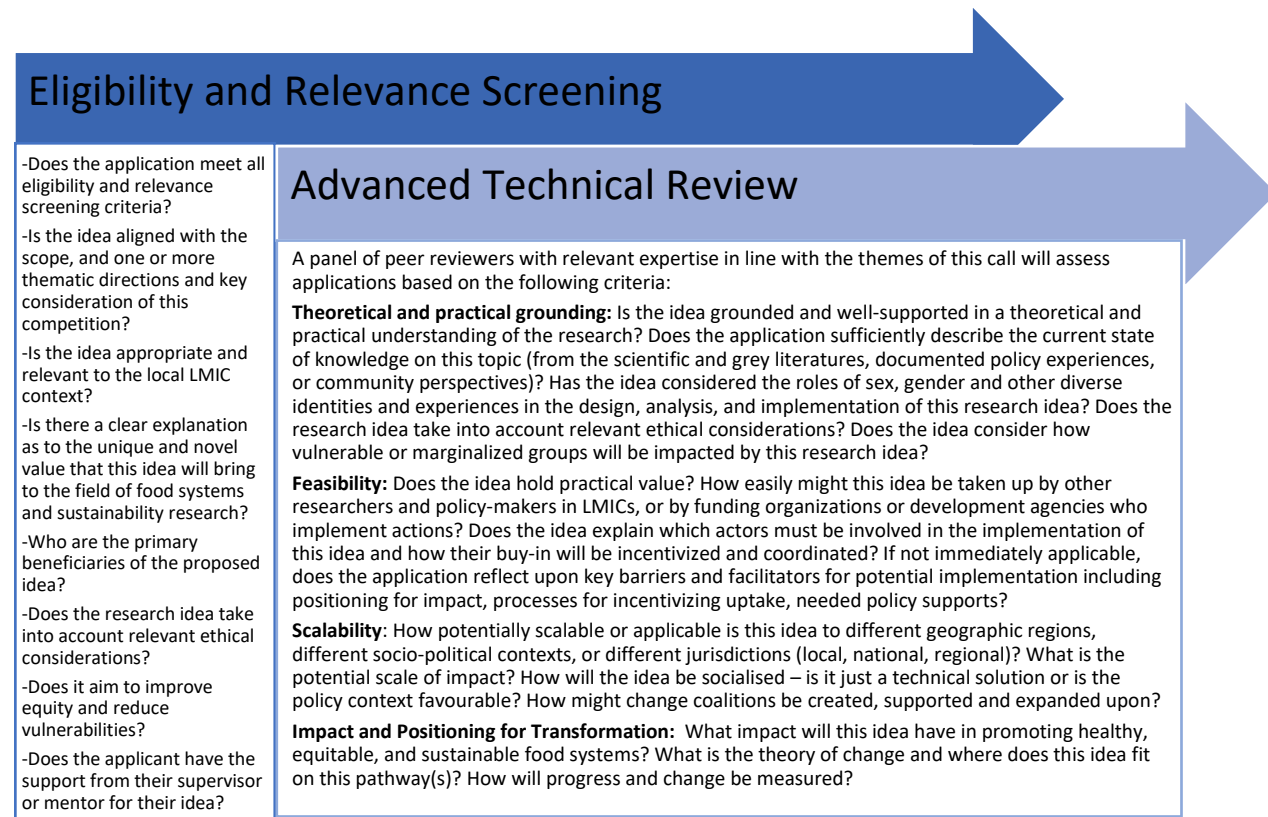 Eligibility and Relevance Screening
-Does the application meet all
eligibility and relevance
screening criteria?
-Is the idea aligned with the
scope, and one or more
thematic directions and key
consideration of this
competition?
-Is the idea appropriate and
relevant to the local LMIC
context?
-Is there a clear explanation
as to the unique and novel
value that this idea will bring
to the field of food systems
and sustainability research?
-Who are the primary
beneficiaries of the proposed
idea?
-Does the research idea take
into account relevant ethical
considerations?
-Does it aim to improve
equity and reduce
vulnerabilities?
-Does the applicant have the
support from their supervisor
or mentor for their idea?
Advanced Technical Review
A panel of peer reviewers with relevant expertise in line with the themes of this call will assess
applications based on the following criteria:
Theoretical and practical grounding: Is the idea grounded and well-supported in a theoretical and
practical understanding of the research? Does the application sufficiently describe the current state
of knowledge on this topic (from the scientific and grey literatures, documented policy experiences,
or community perspectives)? Has the idea considered the roles of sex, gender and other diverse
identities and experiences in the design, analysis, and implementation of this research idea? Does the
research idea take into account relevant ethical considerations? Does the idea consider how
vulnerable or marginalized groups will be impacted by this research idea?
Feasibility: Does the idea hold practical value? How easily might this idea be taken up by other
researchers and policy-makers in LMICs, or by funding organizations or development agencies who
implement actions? Does the idea explain which actors must be involved in the implementation of
this idea and how their buy-in will be incentivized and coordinated? If not immediately applicable,
does the application reflect upon key barriers and facilitators for potential implementation including
positioning for impact, processes for incentivizing uptake, needed policy supports?
Scalability: How potentially scalable or applicable is this idea to different geographic regions,
different socio-political contexts, or different jurisdictions (local, national, regional)? What is the
potential scale of impact? How will the idea be socialised – is it just a technical solution or is the
policy context favourable? How might change coalitions be created, supported and expanded upon?
Impact and Positioning for Transformation: What impact will this idea have in promoting healthy,
equitable, and sustainable food systems? What is the theory of change and where does this idea fit
on this pathway(s)? How will progress and change be measured?